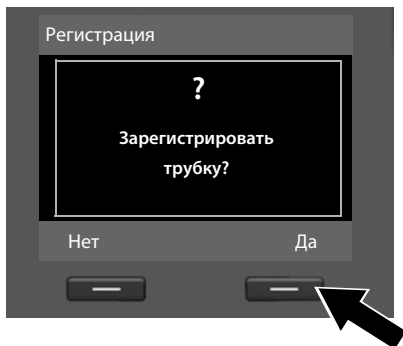 Регистрация
?
Зарегистрировать
трубку?
Нет Да